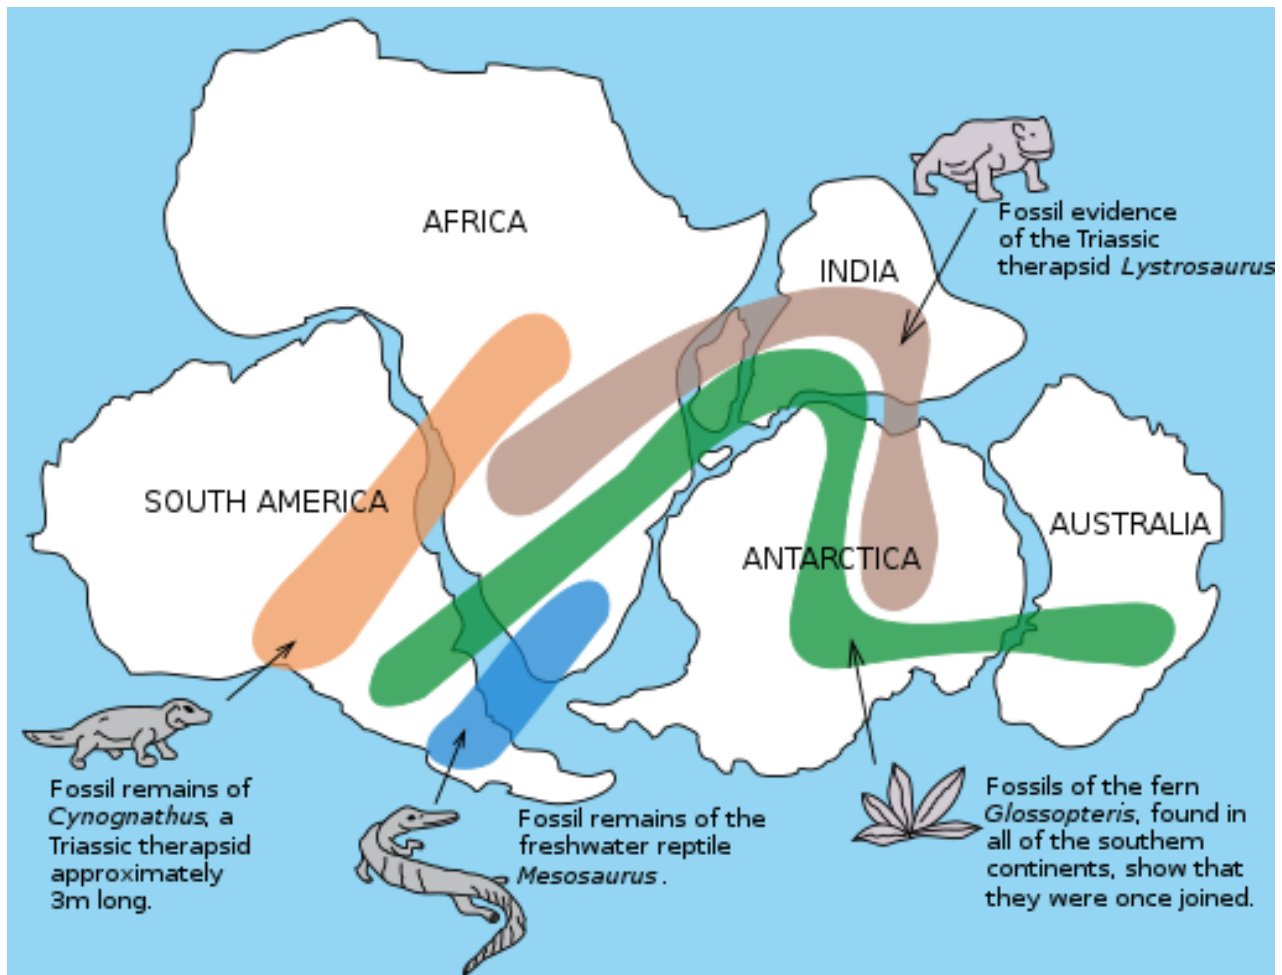 AFRICA
INDIA
SOUTH AMERICA
ANTARCTICA
AUSTRALIA
Fossil evidence
of the Triassic
therapsid Lystrosaurus
Fossil remains of
Cynognathus, a
Triassic therapsid
approximately
3m long.
Fossil remains of the
freshwater reptile
Mesosaurus.
Fossils of the fern
Glossopteris, found in
all of the southern
continents, show that
they were once joined.